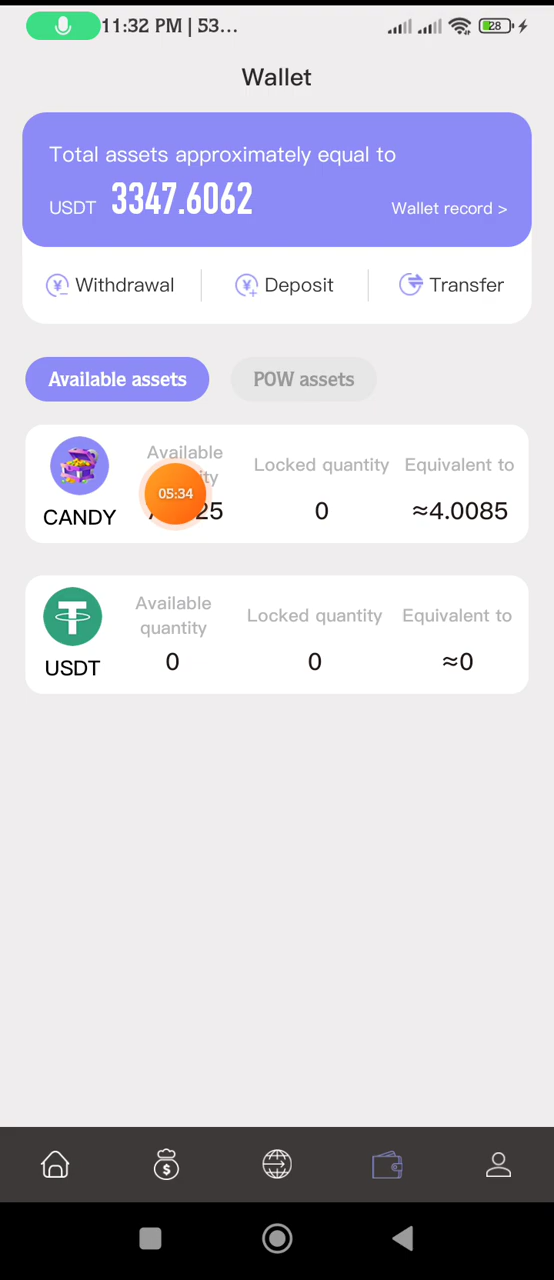 11:32 PM | 53...
28
Wallet
Total assets approximately equal to
USDT 3347.6062
Wallet record >
Withdrawal
Deposit
Transfer
Available assets
POW assets
Available
Locked quantity
Equivalent to
05:34
CANDY
0
≈4.0085
Available
quantity
Locked quantity
Equivalent to
USDT
0
0
≈0